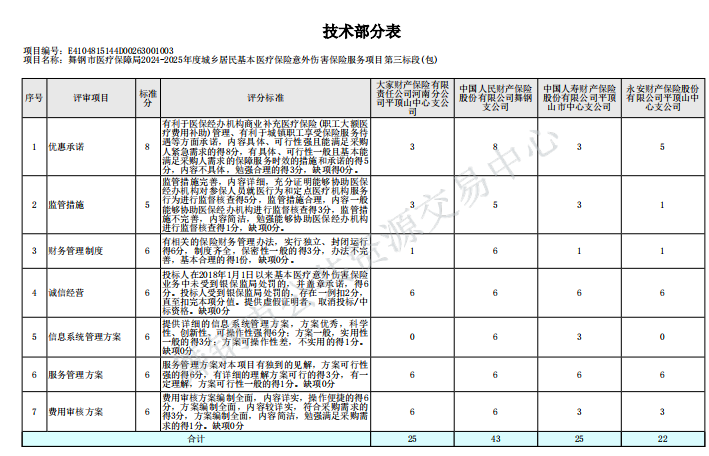 技术部分表
项目编号：E4104815144D00263001003
项目名称：舞钢市医疗保障局2024-2025年度城乡居民基本医疗保险意外伤害保险服务项目第三标段(包)
序号 评审项目 标准分 评分标准 大家财产保险有限责任公司河南分公司平顶山中心支公司 中国人民财产保险股份有限公司舞钢支公司 中国人寿财产保险股份有限公司平顶山市中心支公司 永安财产保险股份有限公司平顶山中心支公司
1 优惠承诺 8 有利于医保经办机构商业补充医疗保险(职工大额医疗费用补助)管理、有利于城镇职工享受保险服务待遇等方面承诺，内容具体、可行性强且能满足采购人紧急需求的得8分，有具体、可行性一般且基本能满足采购人需求的保障服务时效的措施和承诺的得5分，内容不具体，勉强合理的得3分，缺项得0分。 3 8 3 5
2 监管措施 5 监管措施完善，内容详细，充分证明能够协助医保经办机构对参保人员就医行为和定点医疗机构服务行为进行监督核查得5分，监管措施合理，内容一般能够协助医保经办机构进行监督核查得3分，监管措施不完善，内容简洁，勉强能够协助医保经办机构进行监督核查得1分，缺项0分。 3 5 3 1
3 财务管理制度 6 有相关的保险财务管理办法，实行独立、封闭运行得6分，制度齐全，保密性一般的得3分，办法不完善，基本合理的得1份，缺项0分。 1 6 1 1
4 诚信经营 6 投标人在2018年1月1日以来基本医疗意外伤害保险业务中未受到银保监局处罚的，并盖章承诺，得6分。投标人受到银保监局处罚的，存在一例扣2分，直至扣完本项分值。提供虚假证明者，取消投标/中标资格。缺项0分 6 6 6 6
5 信息系统管理方案 6 提供详细的信息系统管理方案，方案优秀，科学性、创新性、可操作性强得6分；方案一般，实用性一般的得3分；方案可操作性差，不实用的得1分。缺项0分 0 6 3 0
6 服务管理方案 6 服务管理方案对本项目有独到的见解，方案可行性强的得6分，有详细的理解方案可行的得3分，有一定理解，方案可行性一般的得1分。缺项0分 6 6 6 6
7 费用审核方案 6 费用审核方案编制全面，内容详实，操作便捷的得6分，方案编制全面，内容较详实，符合采购需求的得3分，方案编制全面，内容简洁，勉强满足采购需求的得1分。缺项0分 6 6 3 3
合计 25 43 25 22